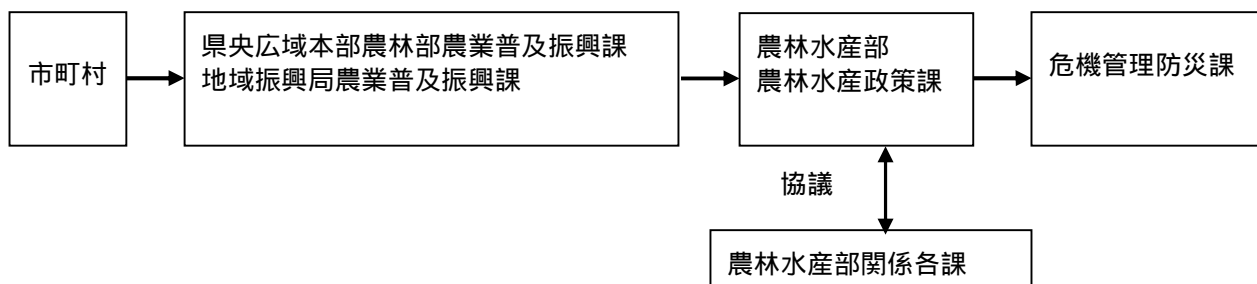 市町村
県央広域本部農林部農業普及振興課
地域振興局農業普及振興課
農林水産部
農林水産政策課
危機管理防災課
協議
農林水産部関係各課